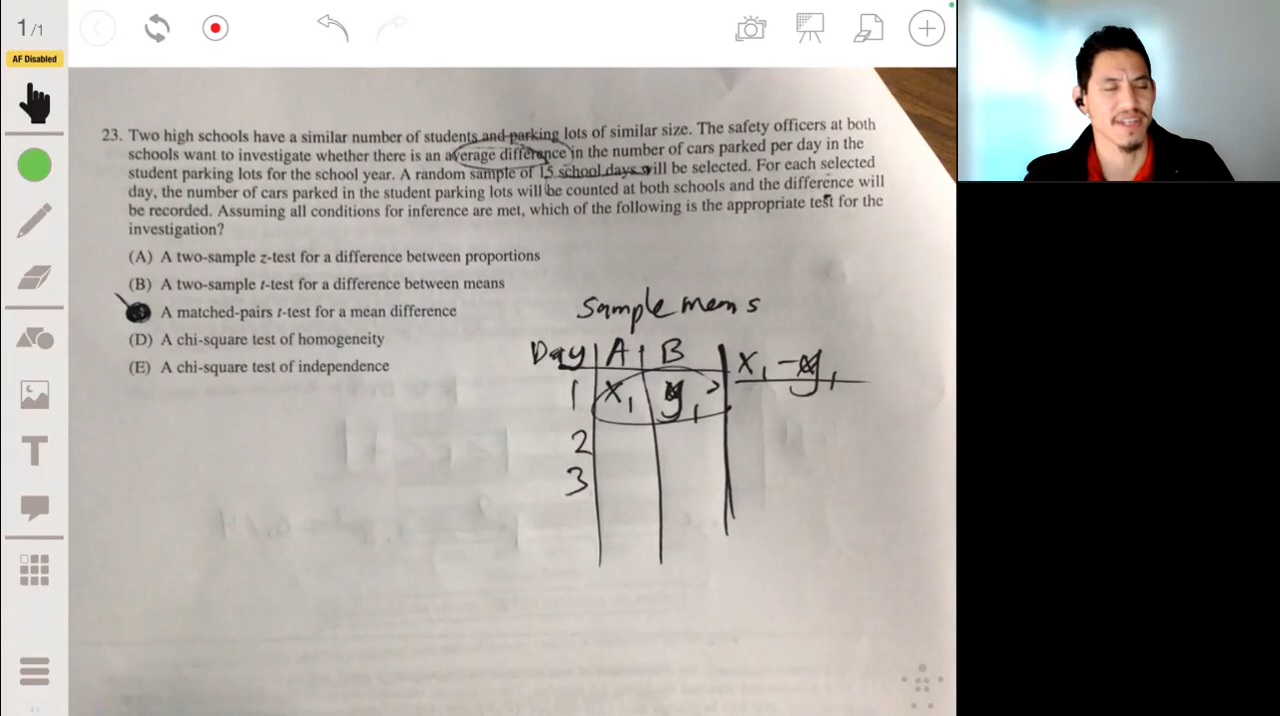 1/1
AF Disabled
23. Two high schools have a similar number of students and parking lots of similar size. The safety officers at both
schools want to investigate whether there is an average difference in the number of cars parked per day in the
student parking lots for the school year. A random sample of 15 school days will be selected. For each selected
day, the number of cars parked in the student parking lots will be counted at both schools and the difference will
be recorded. Assuming all conditions for inference are met, which of the following is the appropriate test for the
investigation?
(A) A two-sample z-test for a difference between proportions
(B) A two-sample t-test for a difference between means
A matched-pairs t-test for a mean difference
(D) A chi-square test of homogeneity
(E) A chi-square test of independence
Sample means
Day A B x₁ - y₁
1 x₁ y₁
2
3
T